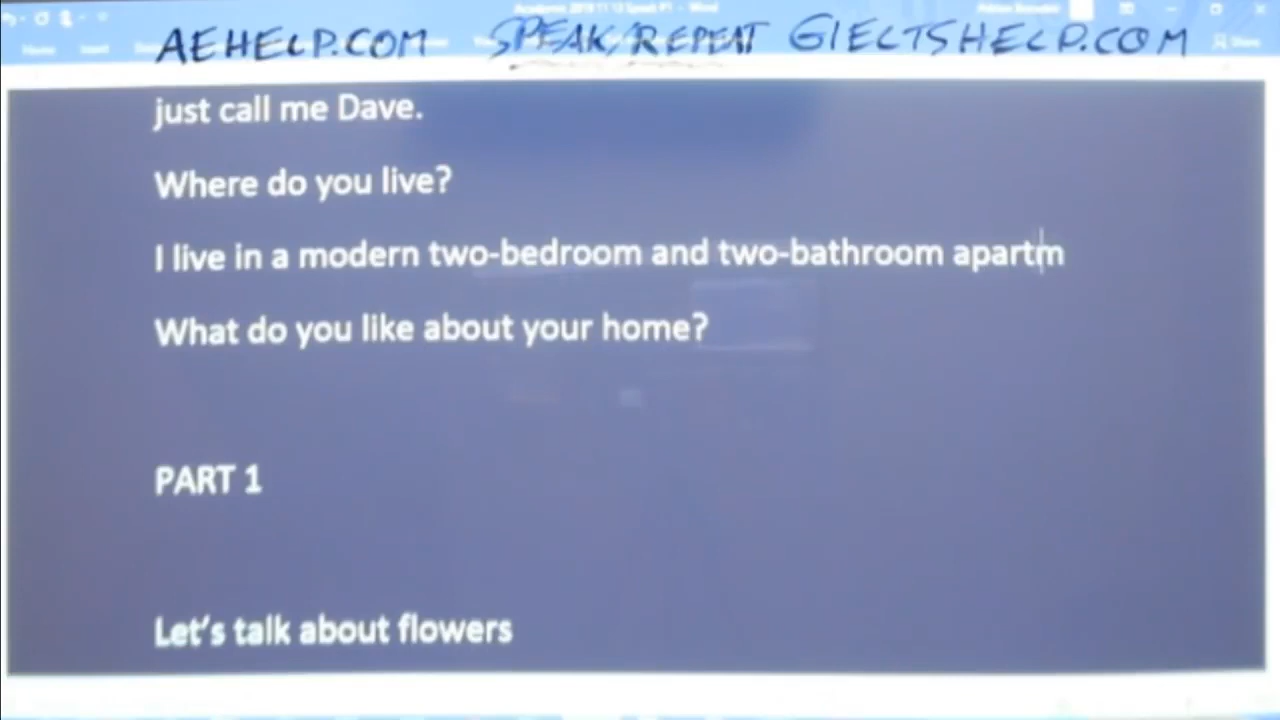 AEHELP.COM SPEAK/REPEAT GIELTSHELP.COM
just call me Dave.
Where do you live?
I live in a modern two-bedroom and two-bathroom apartm
What do you like about your home?
PART 1
Let's talk about flowers